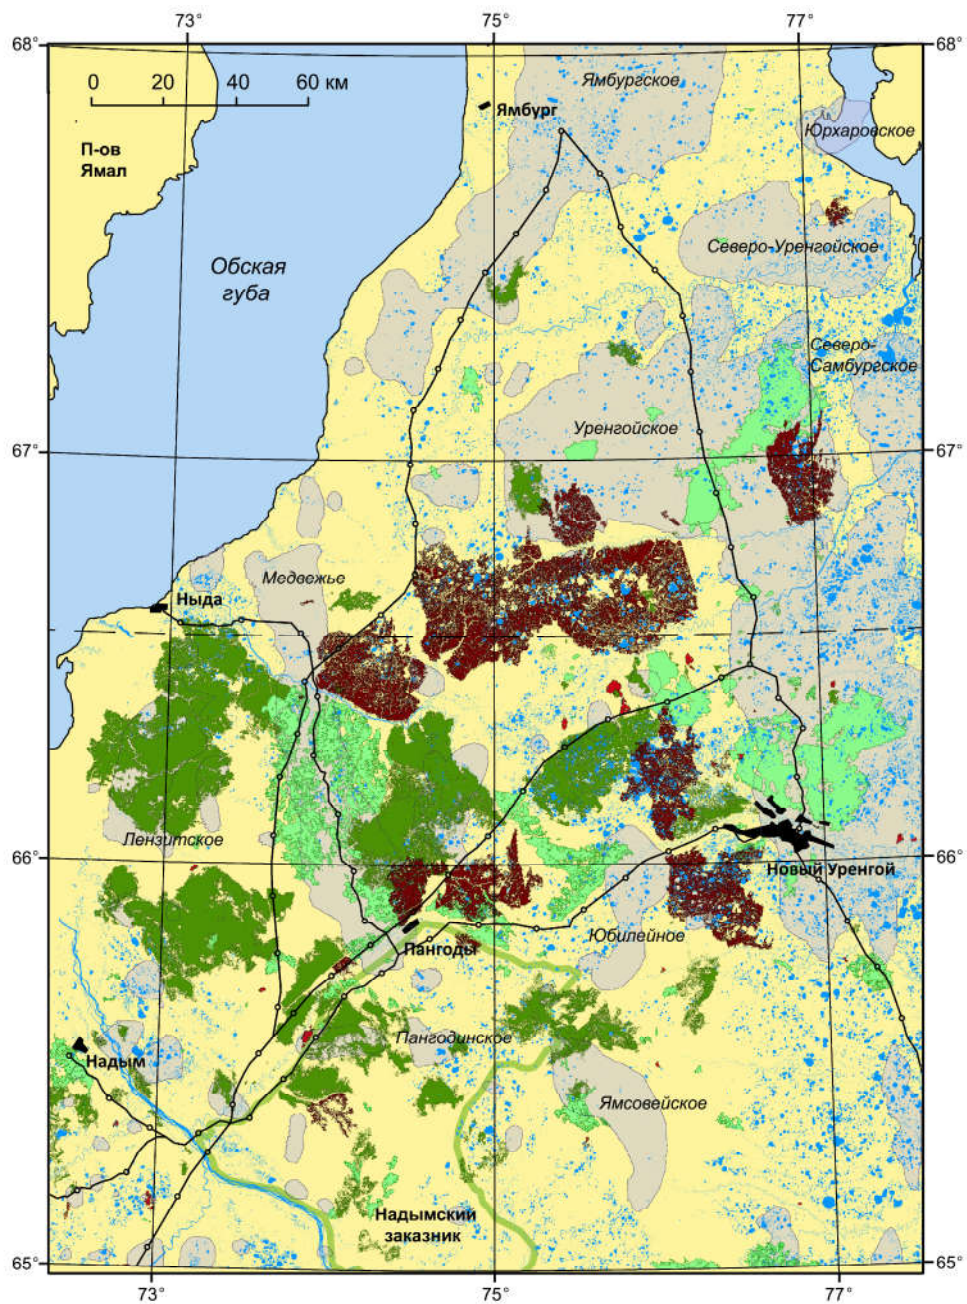 73°
75°
77°
68°
68°
0 20 40 60 км
Ямбургское
Ямбург
Юрхаровское
П-ов
Ямал
Северо-Уренгойское
Обская
губа
Северо-
Самбургское
Уренгойское
67°
67°
Медвежье
Ныда
Лензитское
66°
66°
Новый Уренгой
Юбилейное
Пангоды
Пангодинское
Надым
Ямсовейское
Надымский
заказник
65°
65°
73°
75°
77°